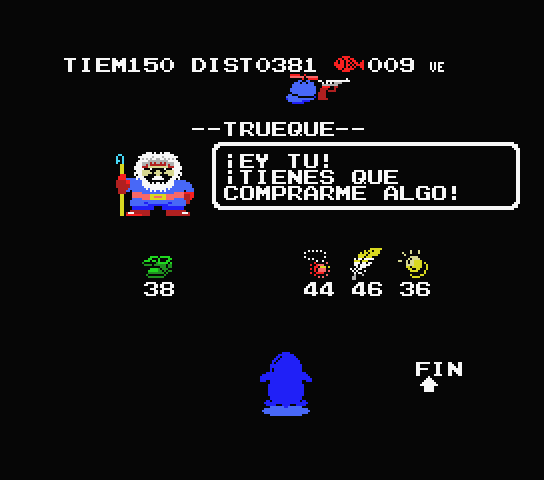 TIEM150 DIST0381 009 VE
--TRUEQUE--
¡EY TU!
¡TIENES QUE
COMPRARME ALGO!
38 44 46 36
FIN